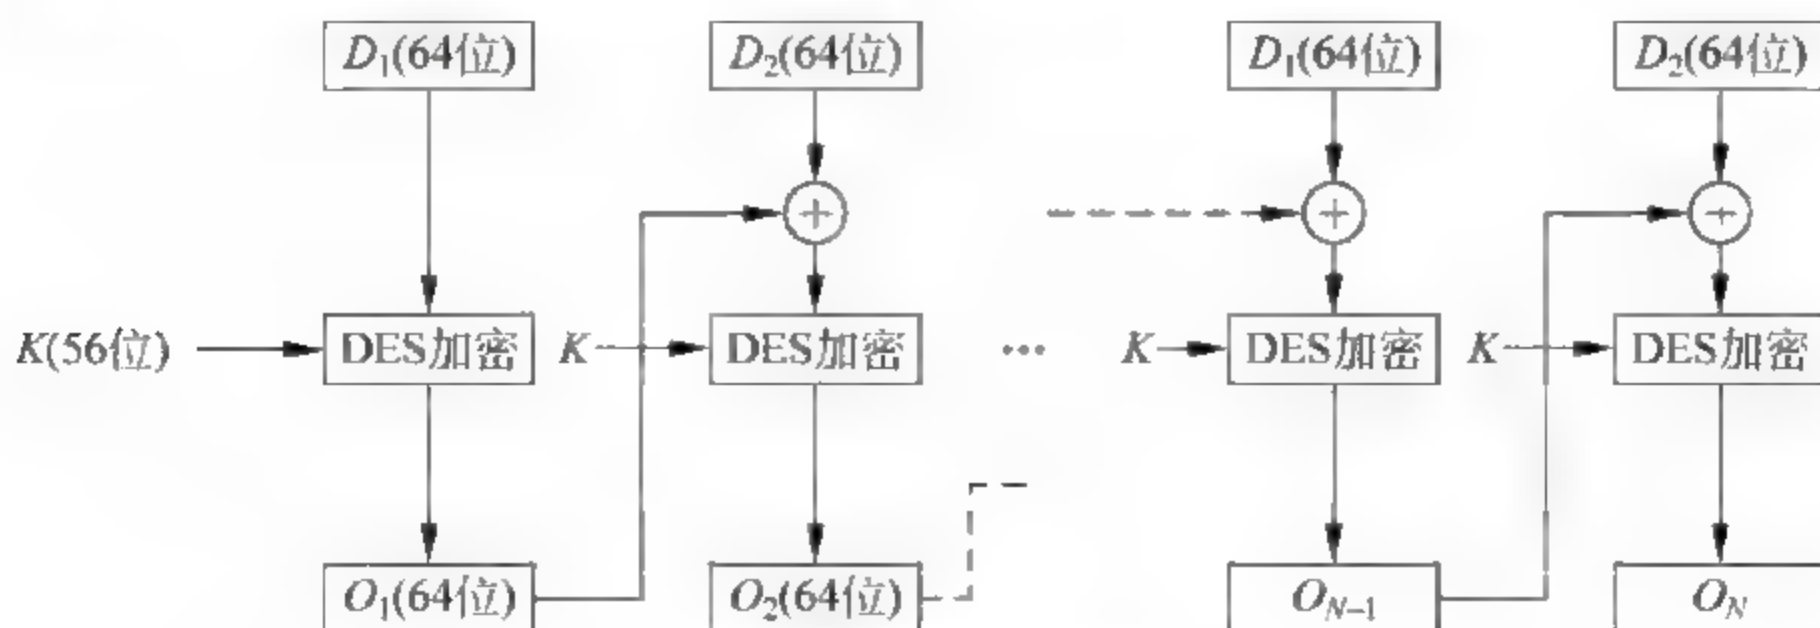 D₁(64位) D₂(64位) D₁(64位) D₂(64位)
+ + +
K(56位) DES加密 K DES加密 … K DES加密 K DES加密
O₁(64位) O₂(64位) O_{N-1} O_N